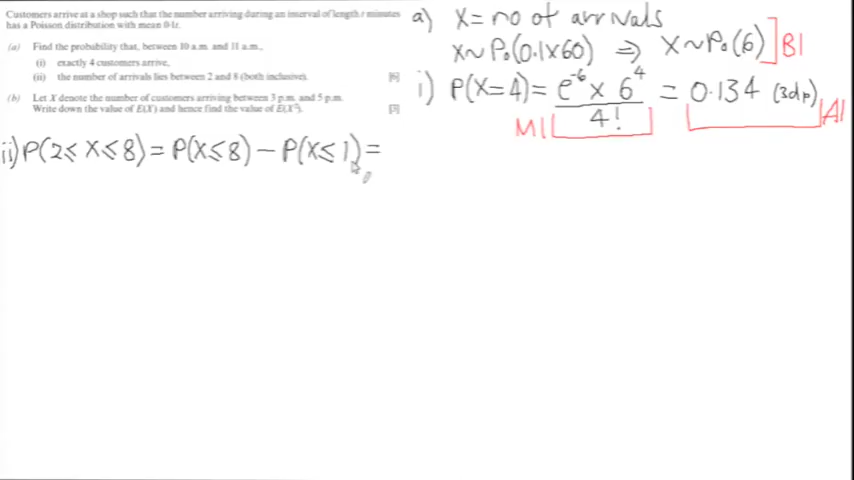 Customers arrive at a shop such that the number arriving during an interval of length t minutes
has a Poisson distribution with mean 0·1t.
(a) Find the probability that, between 10 a.m. and 11 a.m.,
(i) exactly 4 customers arrive,
(ii) the number of arrivals lies between 2 and 8 (both inclusive). [6]
(b) Let X denote the number of customers arriving between 3 p.m. and 5 p.m.
Write down the value of E(X) and hence find the value of E(X²). [3]
a) X = no of arrivals
X~Po(0.1x60) ⇒ X~Po(6) B1
i) P(X=4) = e⁻⁶ x 6⁴ / 4! = 0.134 (3dp)
M1 A1
ii) P(2≤X≤8) = P(X≤8) − P(X≤1) =